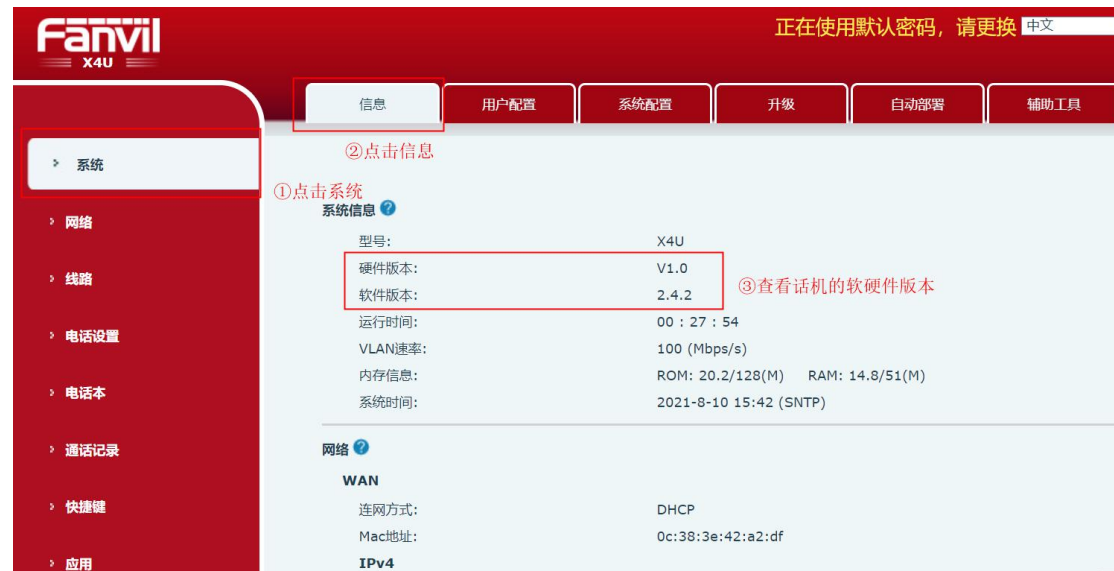 Fanvil
X4U
正在使用默认密码，请更换 中文
信息 用户配置 系统配置 升级 自动部署 辅助工具
②点击信息
系统
①点击系统
网络
线路
电话设置
电话本
通话记录
快捷键
应用
系统信息
型号: X4U
硬件版本: V1.0
软件版本: 2.4.2
③查看话机的软硬件版本
运行时间: 00 : 27 : 54
VLAN速率: 100 (Mbps/s)
内存信息: ROM: 20.2/128(M) RAM: 14.8/51(M)
系统时间: 2021-8-10 15:42 (SNTP)
网络
WAN
连网方式: DHCP
Mac地址: 0c:38:3e:42:a2:df
IPv4